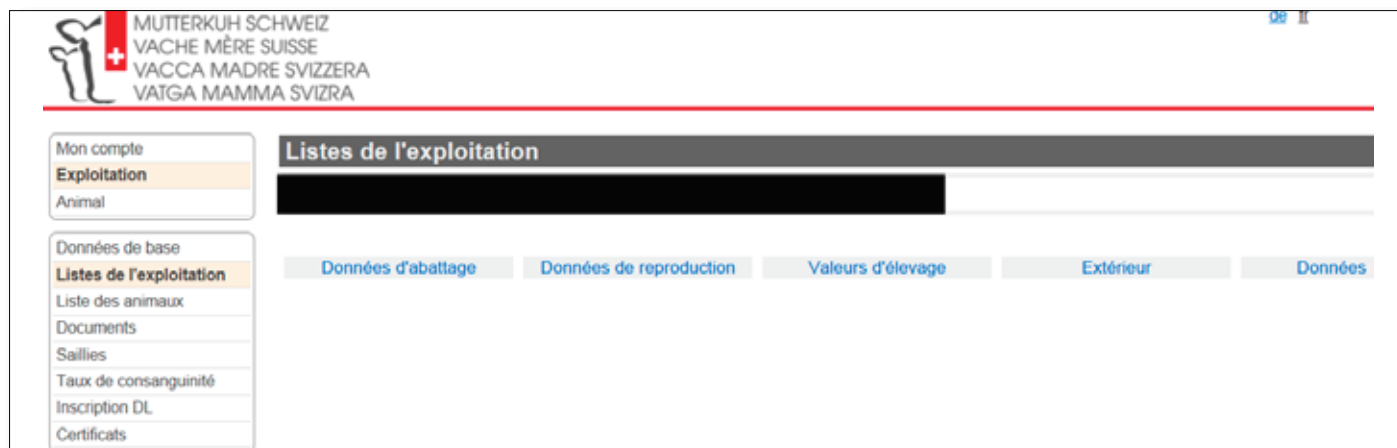 MUTTERKUH SCHWEIZ
VACHE MÈRE SUISSE
VACCA MADRE SVIZZERA
VATGA MAMMA SVIZRA
de fr
Mon compte
Exploitation
Animal
Listes de l'exploitation
Données de base
Listes de l'exploitation
Liste des animaux
Documents
Saillies
Taux de consanguinité
Inscription DL
Certificats
Données d'abattage Données de reproduction Valeurs d'élevage Extérieur Données